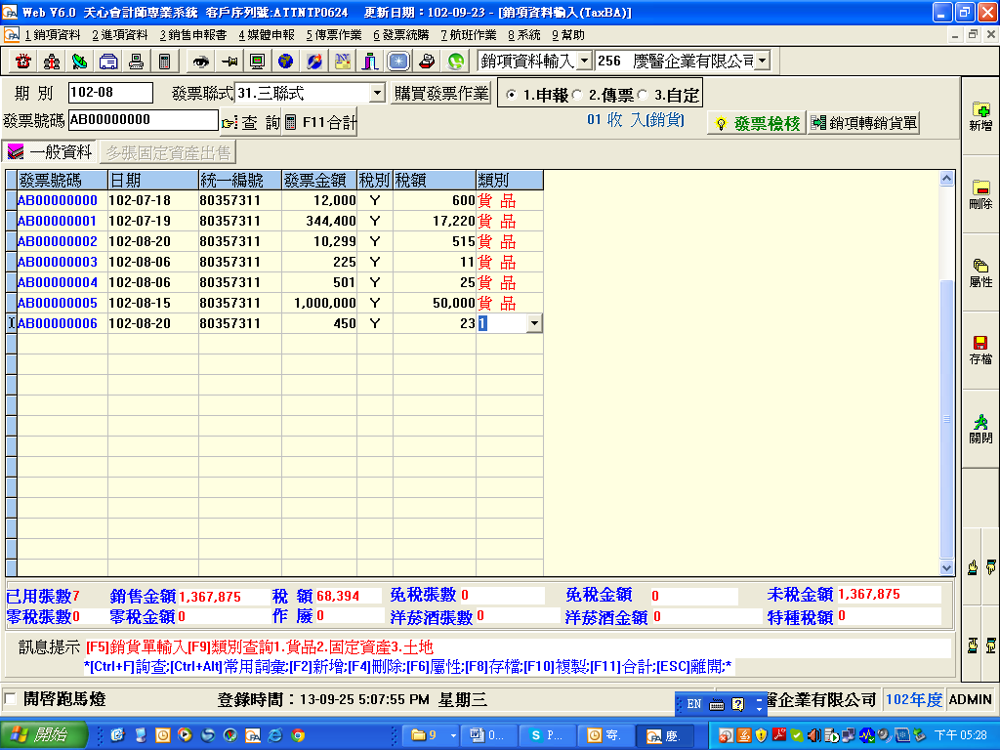 Web V6.0 天心會計師專業系統 客戶序列號:ATTNTP0624 更新日期：102-09-23 - [銷項資料輸入(TaxBA)]
1銷項資料 2進項資料 3銷售申報書 4媒體申報 5傳票作業 6發票統購 7航班作業 8系統 9幫助
銷項資料輸入 256 慶醫企業有限公司
期 別 102-08 發票聯式 31.三聯式 購買發票作業 1.申報 2.傳票 3.自定
發票號碼 AB00000000 查 詢 F11合計 01 收 入(銷貨) 發票檢核 銷項轉銷貨單
一般資料 多張固定資產出售
發票號碼 日期 統一編號 發票金額 稅別 稅額 類別
AB00000000 102-07-18 80357311 12,000 Y 600 貨 品
AB00000001 102-07-19 80357311 344,400 Y 17,220 貨 品
AB00000002 102-08-20 80357311 10,299 Y 515 貨 品
AB00000003 102-08-06 80357311 225 Y 11 貨 品
AB00000004 102-08-06 80357311 501 Y 25 貨 品
AB00000005 102-08-15 80357311 1,000,000 Y 50,000 貨 品
AB00000006 102-08-20 80357311 450 Y 23 1
新增
刪除
屬性
存檔
關閉
已用張數 7 銷售金額 1,367,875 稅 額 68,394 免稅張數 0 免稅金額 0 未稅金額 1,367,875
零稅張數 0 零稅金額 0 作 廢 0 洋菸酒張數 0 洋菸酒金額 0 特種稅額 0
訊息提示 [F5]銷貨單輸入[F9]類別查詢1.貨品2.固定資產3.土地
*[Ctrl+F]詢查;[Ctrl+Alt]常用詞彙;[F2]新增;[F4]刪除;[F6]屬性;[F8]存檔;[F10]複製;[F11]合計;[ESC]離開;*
開啓跑馬燈 登錄時間：13-09-25 5:07:55 PM 星期三 EN 醫企業有限公司 102年度 ADMIN
開始 9 0... P... 寄. 慶. 下午 05:28